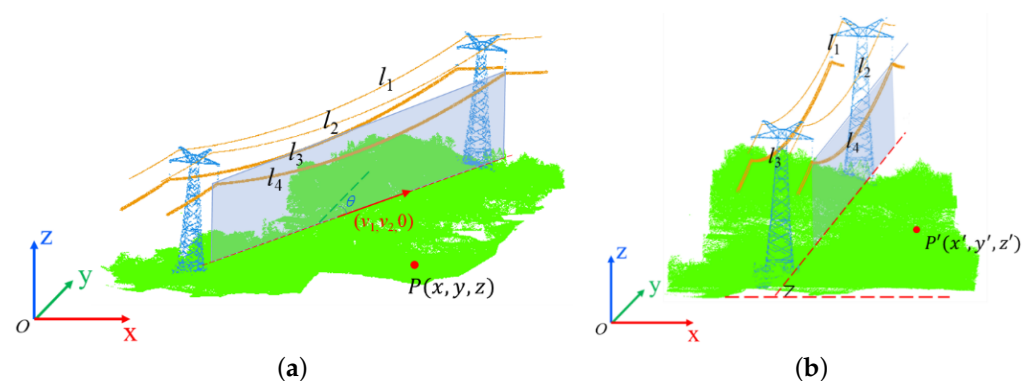 l₁
l₂
l₃
l₄
θ
(v₁,v₂,0)
P(x, y, z)
z
y
x
O
(a)
l₁
l₂
l₃
l₄
P′(x′, y′, z′)
z
y
x
O
(b)